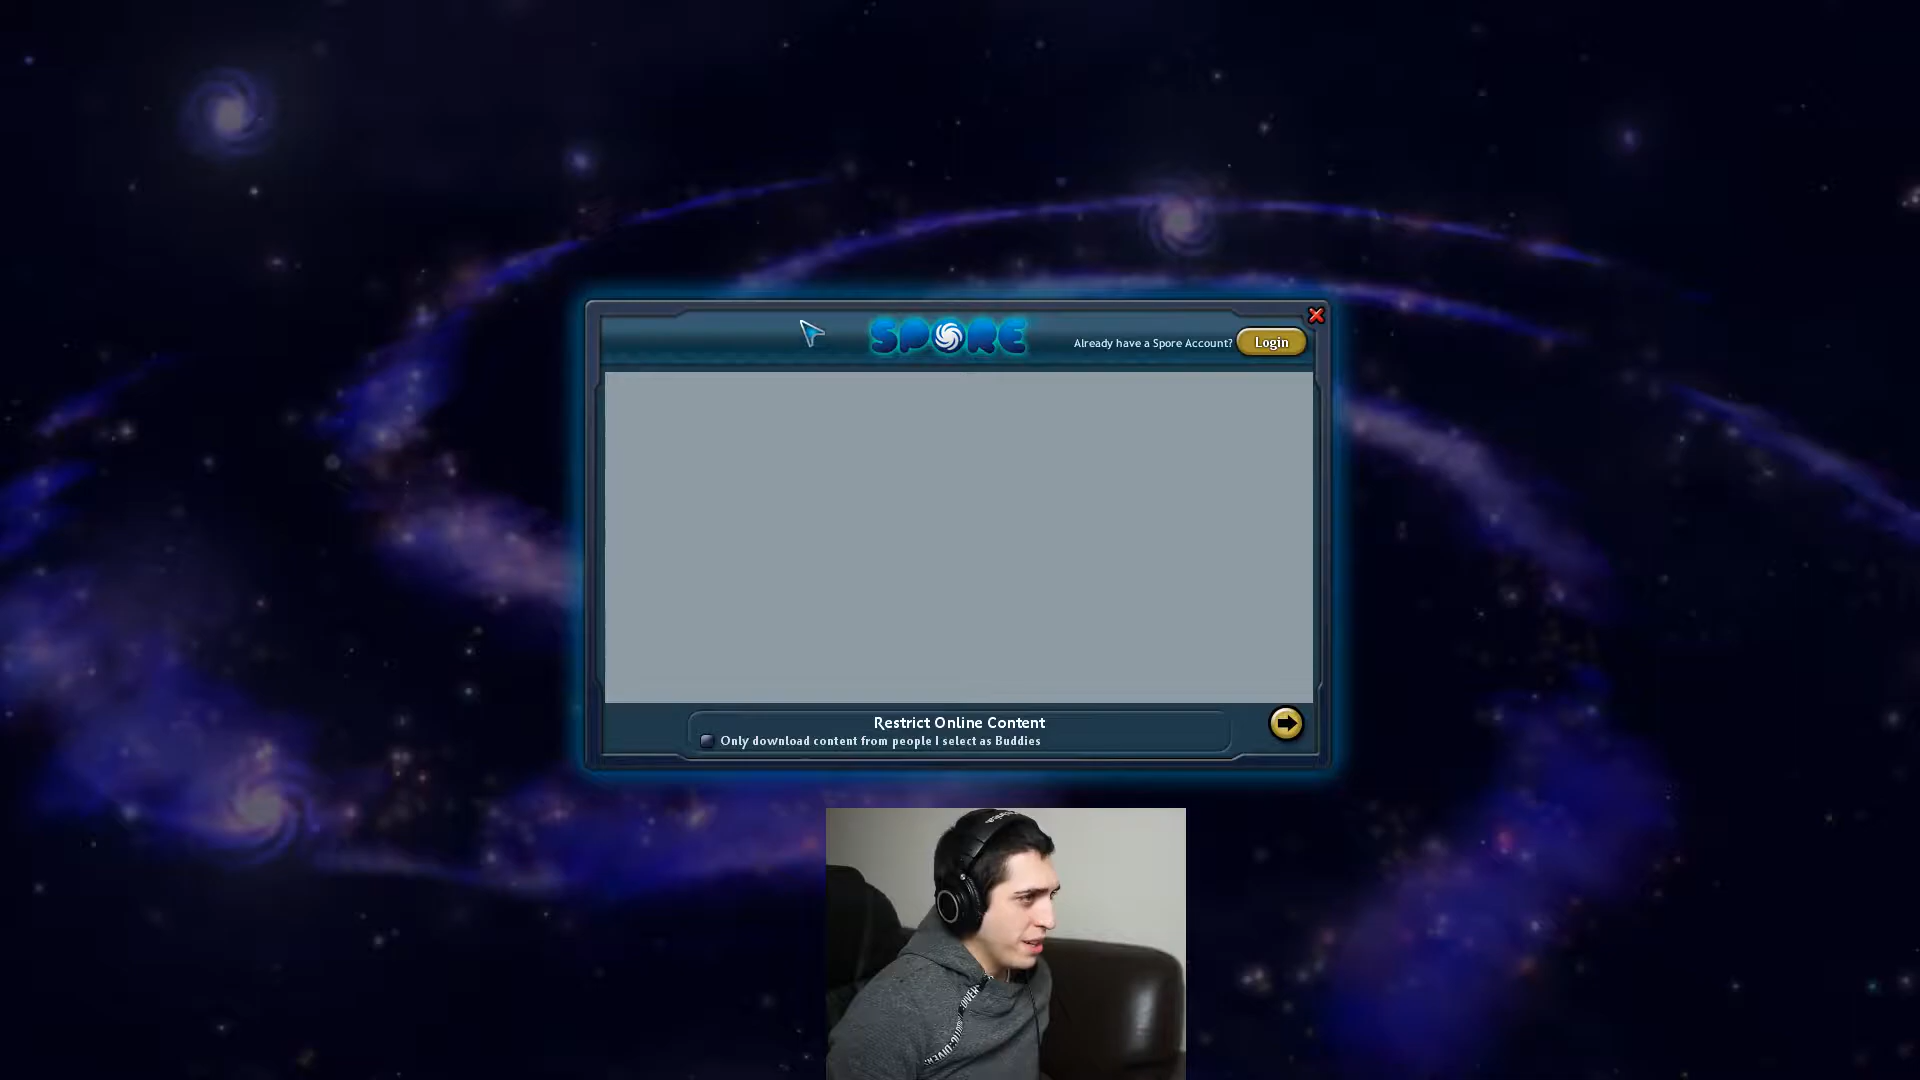 SPORE
Already have a Spore Account?
Login
Restrict Online Content
Only download content from people I select as Buddies